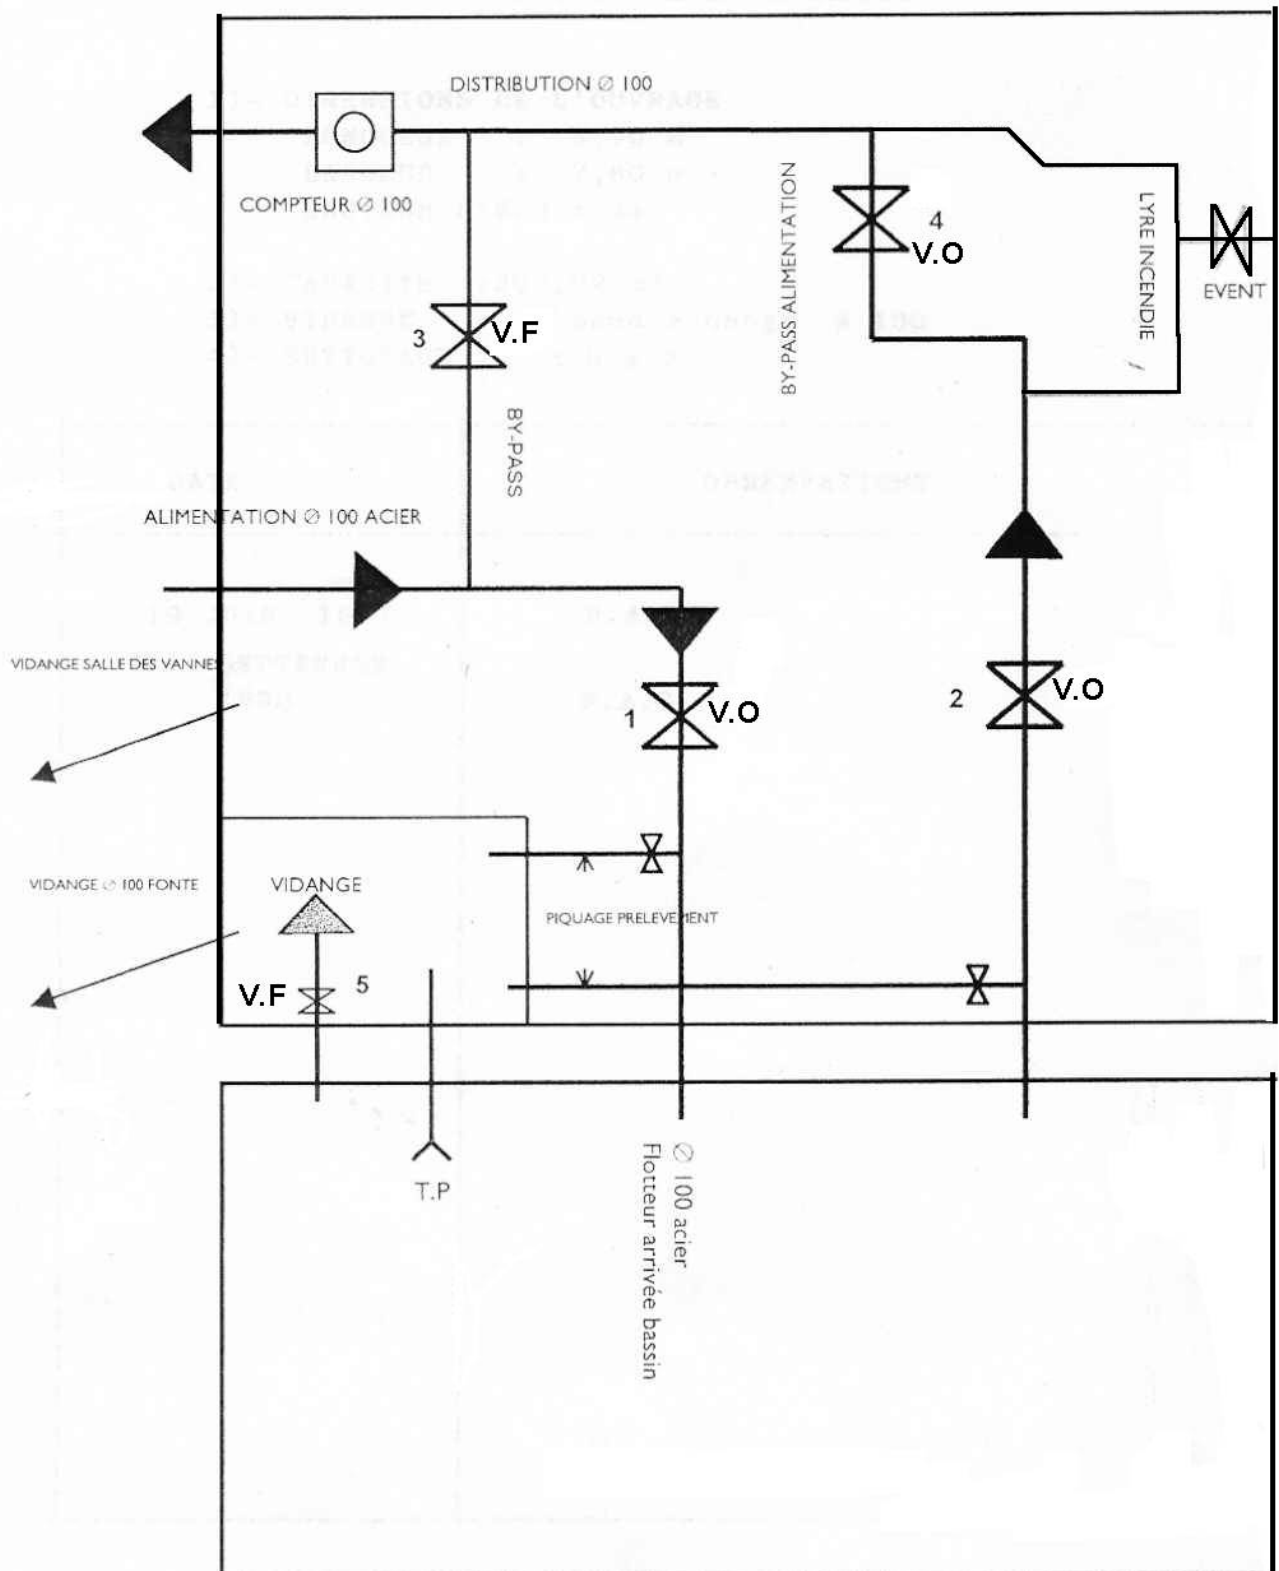 DISTRIBUTION Ø 100
COMPTEUR Ø 100
BY-PASS ALIMENTATION
4
V.O
LYRE INCENDIE
EVENT
3
V.F
BY-PASS
ALIMENTATION Ø 100 ACIER
VIDANGE SALLE DES VANNES
1
V.O
2
V.O
VIDANGE Ø 100 FONTE
VIDANGE
PIQUAGE PRELEVEMENT
V.F
5
T.P
Ø 100 acier
Flotteur arrivée bassin